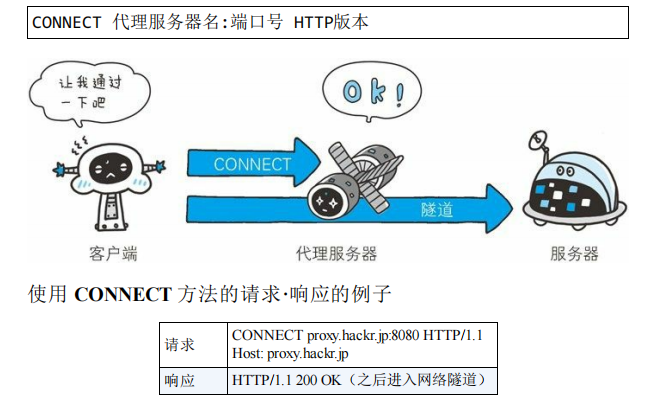 CONNECT 代理服务器名:端口号 HTTP版本
让我通过
一下吧
Ok!
CONNECT
隧道
客户端
代理服务器
服务器
使用 CONNECT 方法的请求·响应的例子
请求
CONNECT proxy.hackr.jp:8080 HTTP/1.1
Host: proxy.hackr.jp
响应
HTTP/1.1 200 OK（之后进入网络隧道）